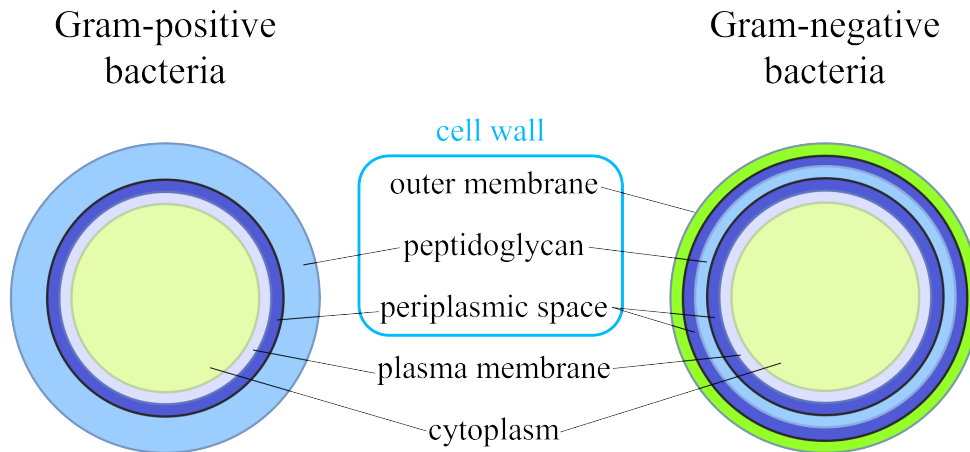 Gram-positive
bacteria
Gram-negative
bacteria
cell wall
outer membrane
peptidoglycan
periplasmic space
plasma membrane
cytoplasm